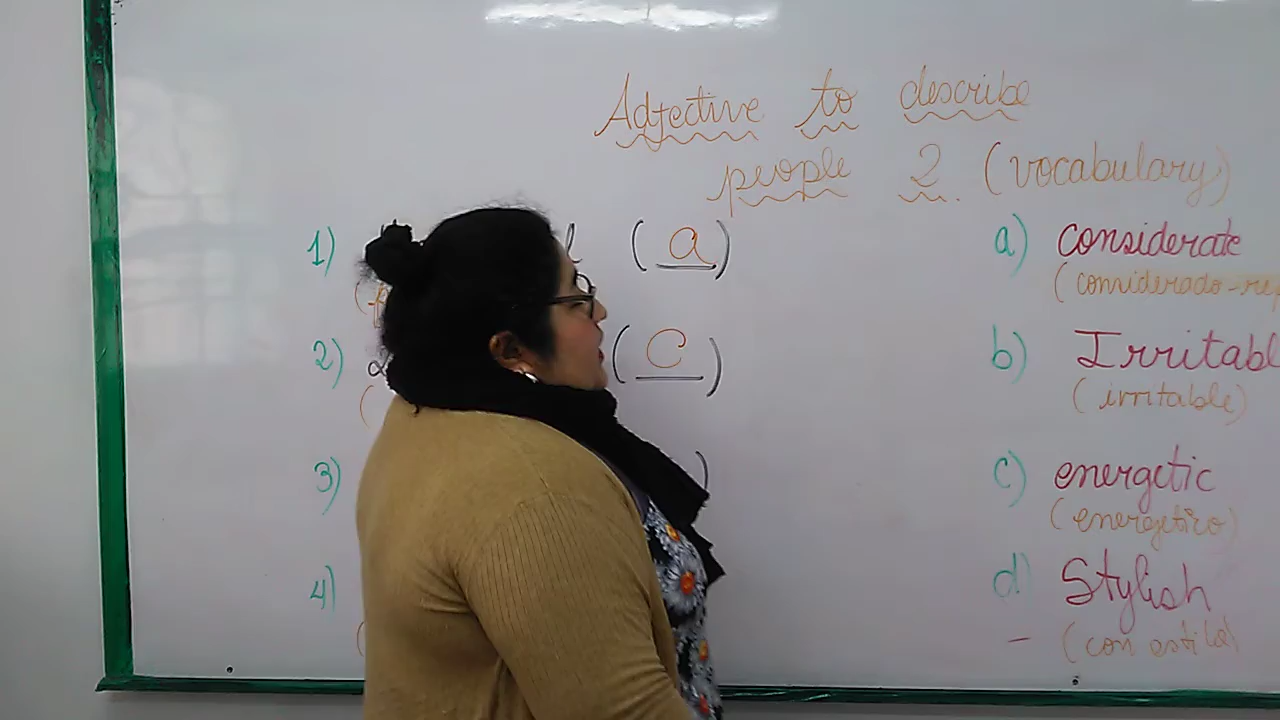 Adjective to describe
people 2. (vocabulary)
1) l ( a )
a) considerate
(considerado-res
2) ( c )
b) Irritabl
(irritable)
3) )
c) energetic
(energetico)
4)
d) Stylish
- (con estilo)